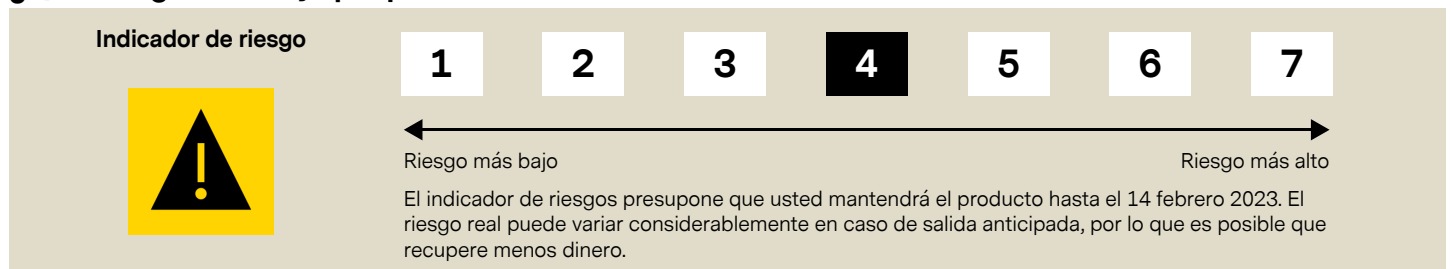 Indicador de riesgo
1 2 3 4 5 6 7
Riesgo más bajo Riesgo más alto
El indicador de riesgos presupone que usted mantendrá el producto hasta el 14 febrero 2023. El
riesgo real puede variar considerablemente en caso de salida anticipada, por lo que es posible que
recupere menos dinero.